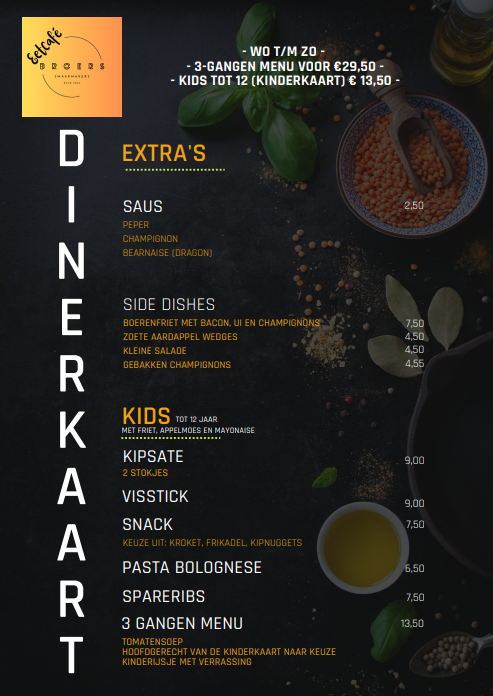 Eetcafé
BROERS
SMAAKMAKERS
- WO T/M ZO -
- 3-GANGEN MENU VOOR €29,50 -
- KIDS TOT 12 (KINDERKAART) € 13,50 -
DINERKAART
EXTRA'S
SAUS 2,50
PEPER
CHAMPIGNON
BEARNAISE (DRAGON)
SIDE DISHES
BOERENFRIET MET BACON, UI EN CHAMPIGNONS 7,50
ZOETE AARDAPPEL WEDGES 4,50
KLEINE SALADE 4,50
GEBAKKEN CHAMPIGNONS 4,55
KIDS TOT 12 JAAR
MET FRIET, APPELMOES EN MAYONAISE
KIPSATE 9,00
2 STOKJES
VISSTICK 9,00
SNACK 7,50
KEUZE UIT: KROKET, FRIKADEL, KIPNUGGETS
PASTA BOLOGNESE 6,50
SPARERIBS 7,50
3 GANGEN MENU 13,50
TOMATENSOEP
HOOFDGERECHT VAN DE KINDERKAART NAAR KEUZE
KINDERIJSJE MET VERRASSING